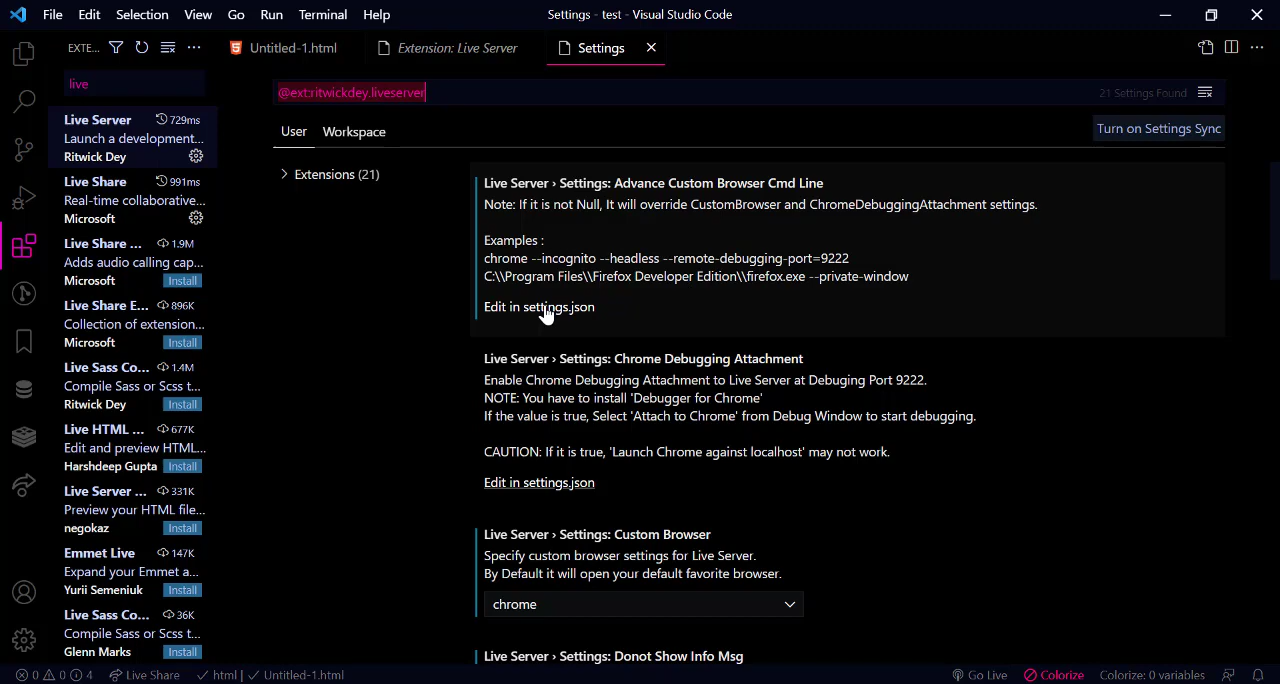 File Edit Selection View Go Run Terminal Help
Settings - test - Visual Studio Code
EXTE...
Untitled-1.html
Extension: Live Server
Settings
live
Live Server 729ms
Launch a development...
Ritwick Dey
Live Share 991ms
Real-time collaborative...
Microsoft
Live Share ... 1.9M
Adds audio calling cap...
Microsoft Install
Live Share E... 896K
Collection of extension...
Microsoft Install
Live Sass Co... 1.4M
Compile Sass or Scss t...
Ritwick Dey Install
Live HTML ... 677K
Edit and preview HTML...
Harshdeep Gupta Install
Live Server ... 331K
Preview your HTML file...
negokaz Install
Emmet Live 147K
Expand your Emmet a...
Yurii Semeniuk Install
Live Sass Co... 36K
Compile Sass or Scss t...
Glenn Marks Install
@ext:ritwickdey.liveserver
21 Settings Found
User Workspace
Turn on Settings Sync
Extensions (21)
Live Server › Settings: Advance Custom Browser Cmd Line
Note: If it is not Null, It will override CustomBrowser and ChromeDebuggingAttachment settings.
Examples :
chrome --incognito --headless --remote-debugging-port=9222
C:\\Program Files\\Firefox Developer Edition\\firefox.exe --private-window
Edit in settings.json
Live Server › Settings: Chrome Debugging Attachment
Enable Chrome Debugging Attachment to Live Server at Debuging Port 9222.
NOTE: You have to install 'Debugger for Chrome'
If the value is true, Select 'Attach to Chrome' from Debug Window to start debugging.
CAUTION: If it is true, 'Launch Chrome against localhost' may not work.
Edit in settings.json
Live Server › Settings: Custom Browser
Specify custom browser settings for Live Server.
By Default it will open your default favorite browser.
chrome
Live Server › Settings: Donot Show Info Msg
0 0 4 Live Share html | Untitled-1.html
Go Live Colorize Colorize: 0 variables